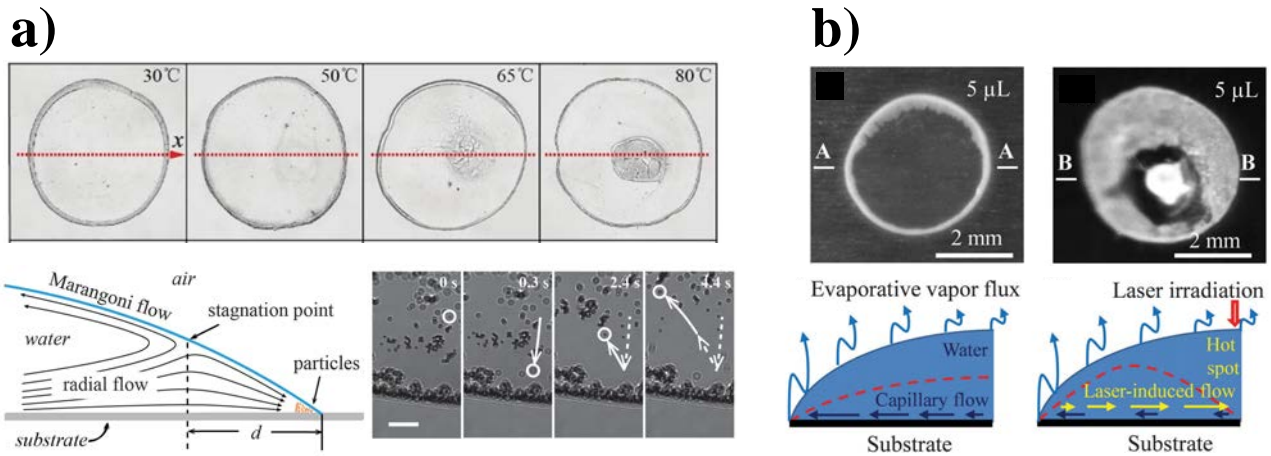 a)
30℃
50℃
65℃
80℃
x
air
Marangoni flow
stagnation point
water
particles
radial flow
substrate
d
0 s
0.3 s
2.4 s
4.4 s
b)
5 µL
A
A
2 mm
5 µL
B
B
2 mm
Evaporative vapor flux
Water
Capillary flow
Substrate
Laser irradiation
Hot
spot
Laser-induced flow
Substrate